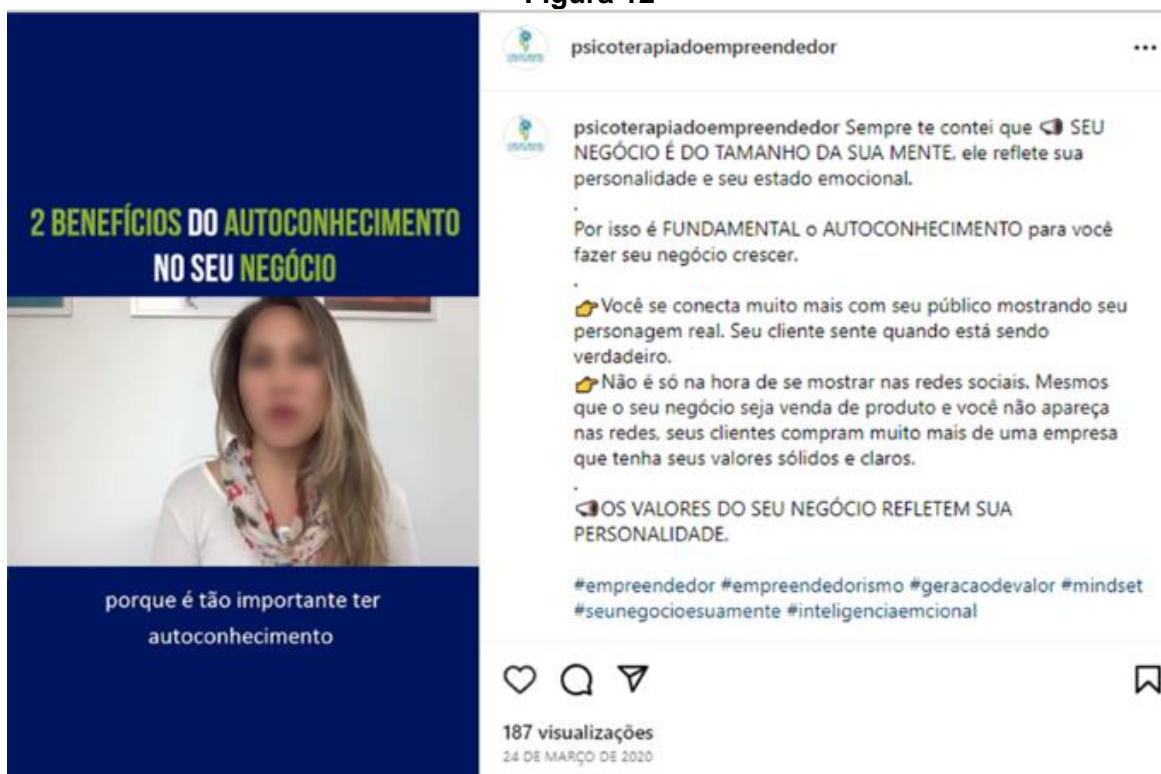 Figura 12
2 BENEFÍCIOS DO AUTOCONHECIMENTO
NO SEU NEGÓCIO
porque é tão importante ter
autoconhecimento
psicoterapiadoempreendedor
psicoterapiadoempreendedor Sempre te contei que 📢 SEU
NEGÓCIO É DO TAMANHO DA SUA MENTE, ele reflete sua
personalidade e seu estado emocional.
.
Por isso é FUNDAMENTAL o AUTOCONHECIMENTO para você
fazer seu negócio crescer.
.
👉Você se conecta muito mais com seu público mostrando seu
personagem real. Seu cliente sente quando está sendo
verdadeiro.
👉Não é só na hora de se mostrar nas redes sociais. Mesmos
que o seu negócio seja venda de produto e você não apareça
nas redes, seus clientes compram muito mais de uma empresa
que tenha seus valores sólidos e claros.
.
📢OS VALORES DO SEU NEGÓCIO REFLETEM SUA
PERSONALIDADE.
#empreendedor #empreendedorismo #geracaodevalor #mindset
#seunegocioesuamente #inteligenciaemcional
187 visualizações
24 DE MARÇO DE 2020